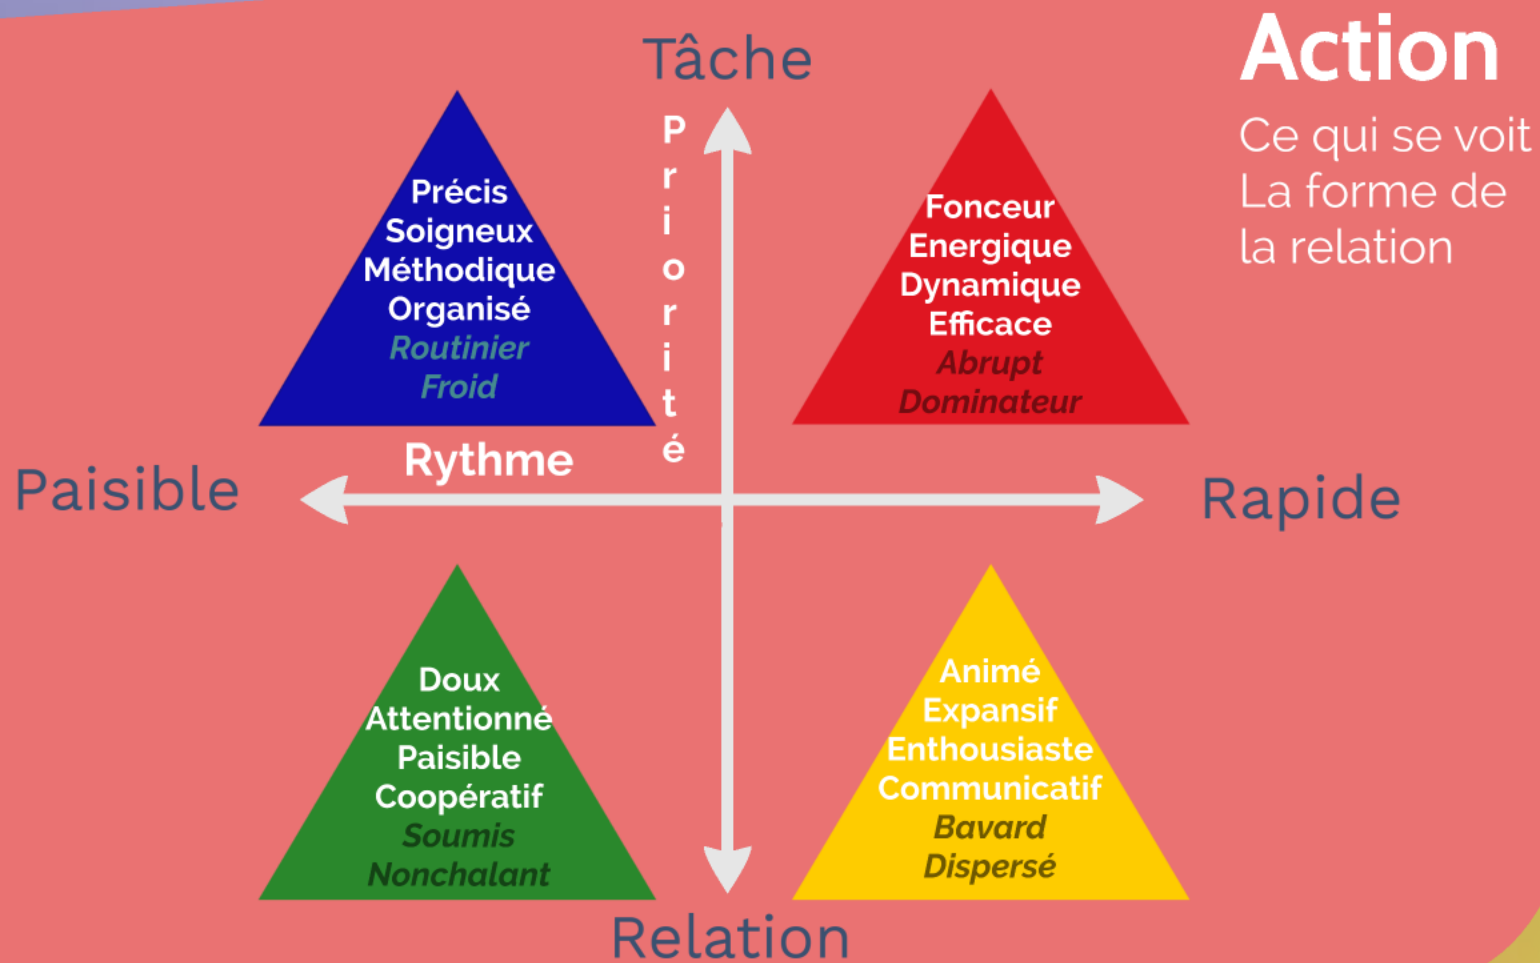 Action
Ce qui se voit
La forme de
la relation
Tâche
Priorité
Précis
Soigneux
Méthodique
Organisé
Routinier
Froid
Fonceur
Energique
Dynamique
Efficace
Abrupt
Dominateur
Rythme
Paisible
Rapide
Doux
Attentionné
Paisible
Coopératif
Soumis
Nonchalant
Animé
Expansif
Enthousiaste
Communicatif
Bavard
Dispersé
Relation